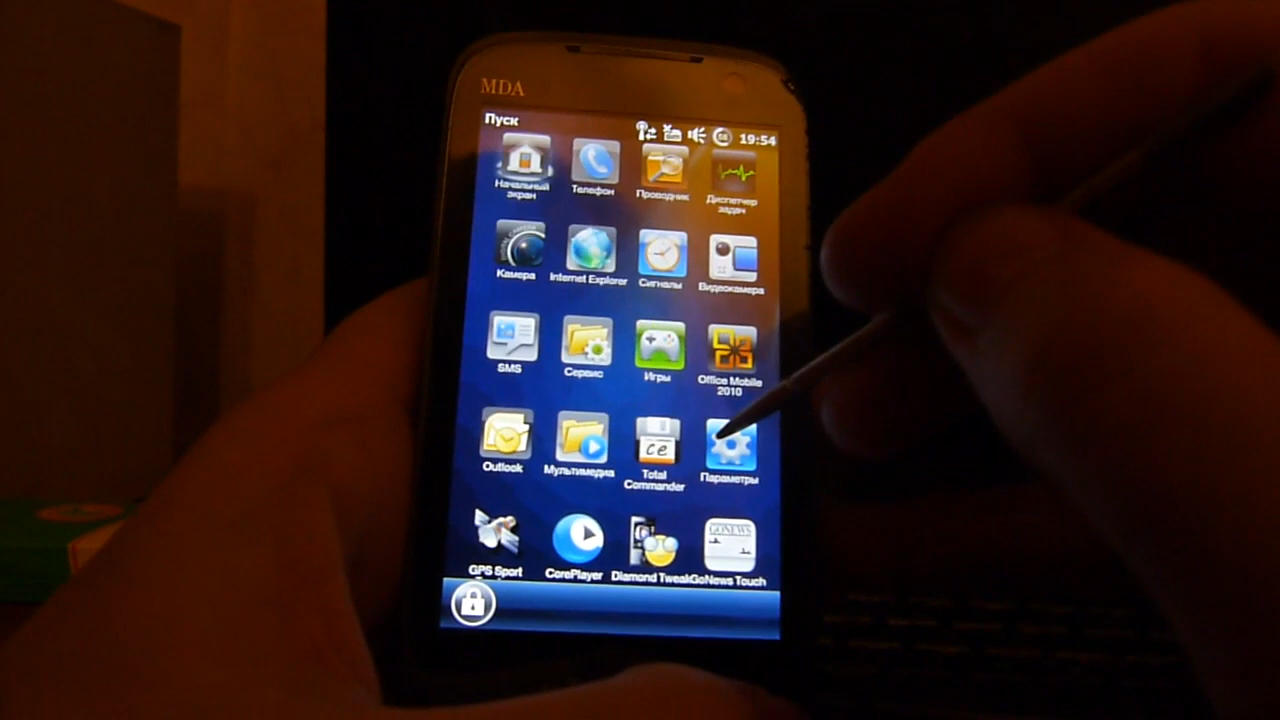 MDA
Пуск
19:54
Начальный
экран
Телефон
Проводник
Диспетчер
задач
Камера
Internet Explorer
Сигналы
Видеокамера
SMS
Сервис
Игры
Office Mobile
2010
Outlook
Мультимедиа
ce
Total
Commander
Параметры
GPS Sport
CorePlayer
Diamond Tweak
GONEWS
GoNews Touch